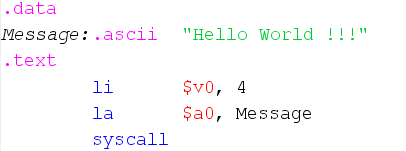 .data
Message:.ascii "Hello World !!!"
.text
li $v0, 4
la $a0, Message
syscall